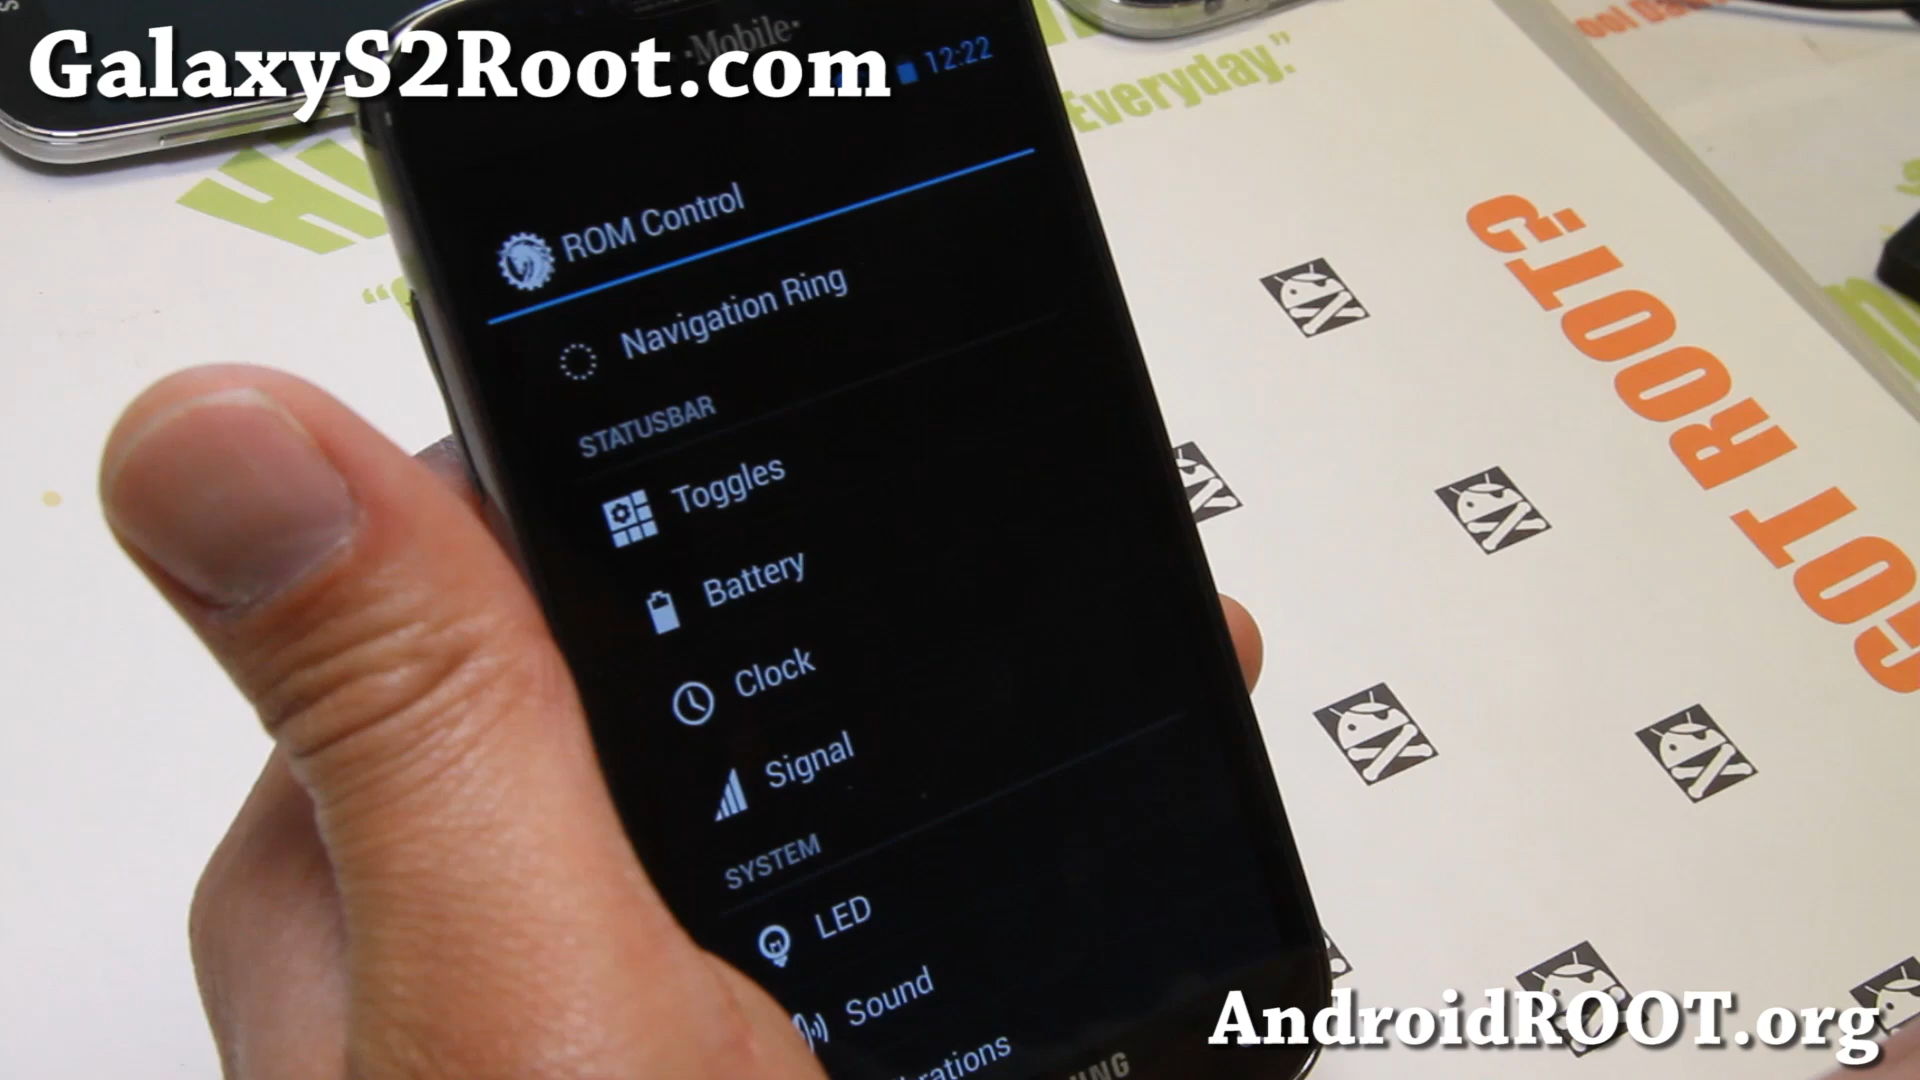 GalaxyS2Root.com
·Mobile·
12:22
Everyday.”
ROM Control
Navigation Ring
STATUSBAR
Toggles
Battery
Clock
Signal
SYSTEM
LED
Sound
GOT ROOT?
AndroidROOT.org